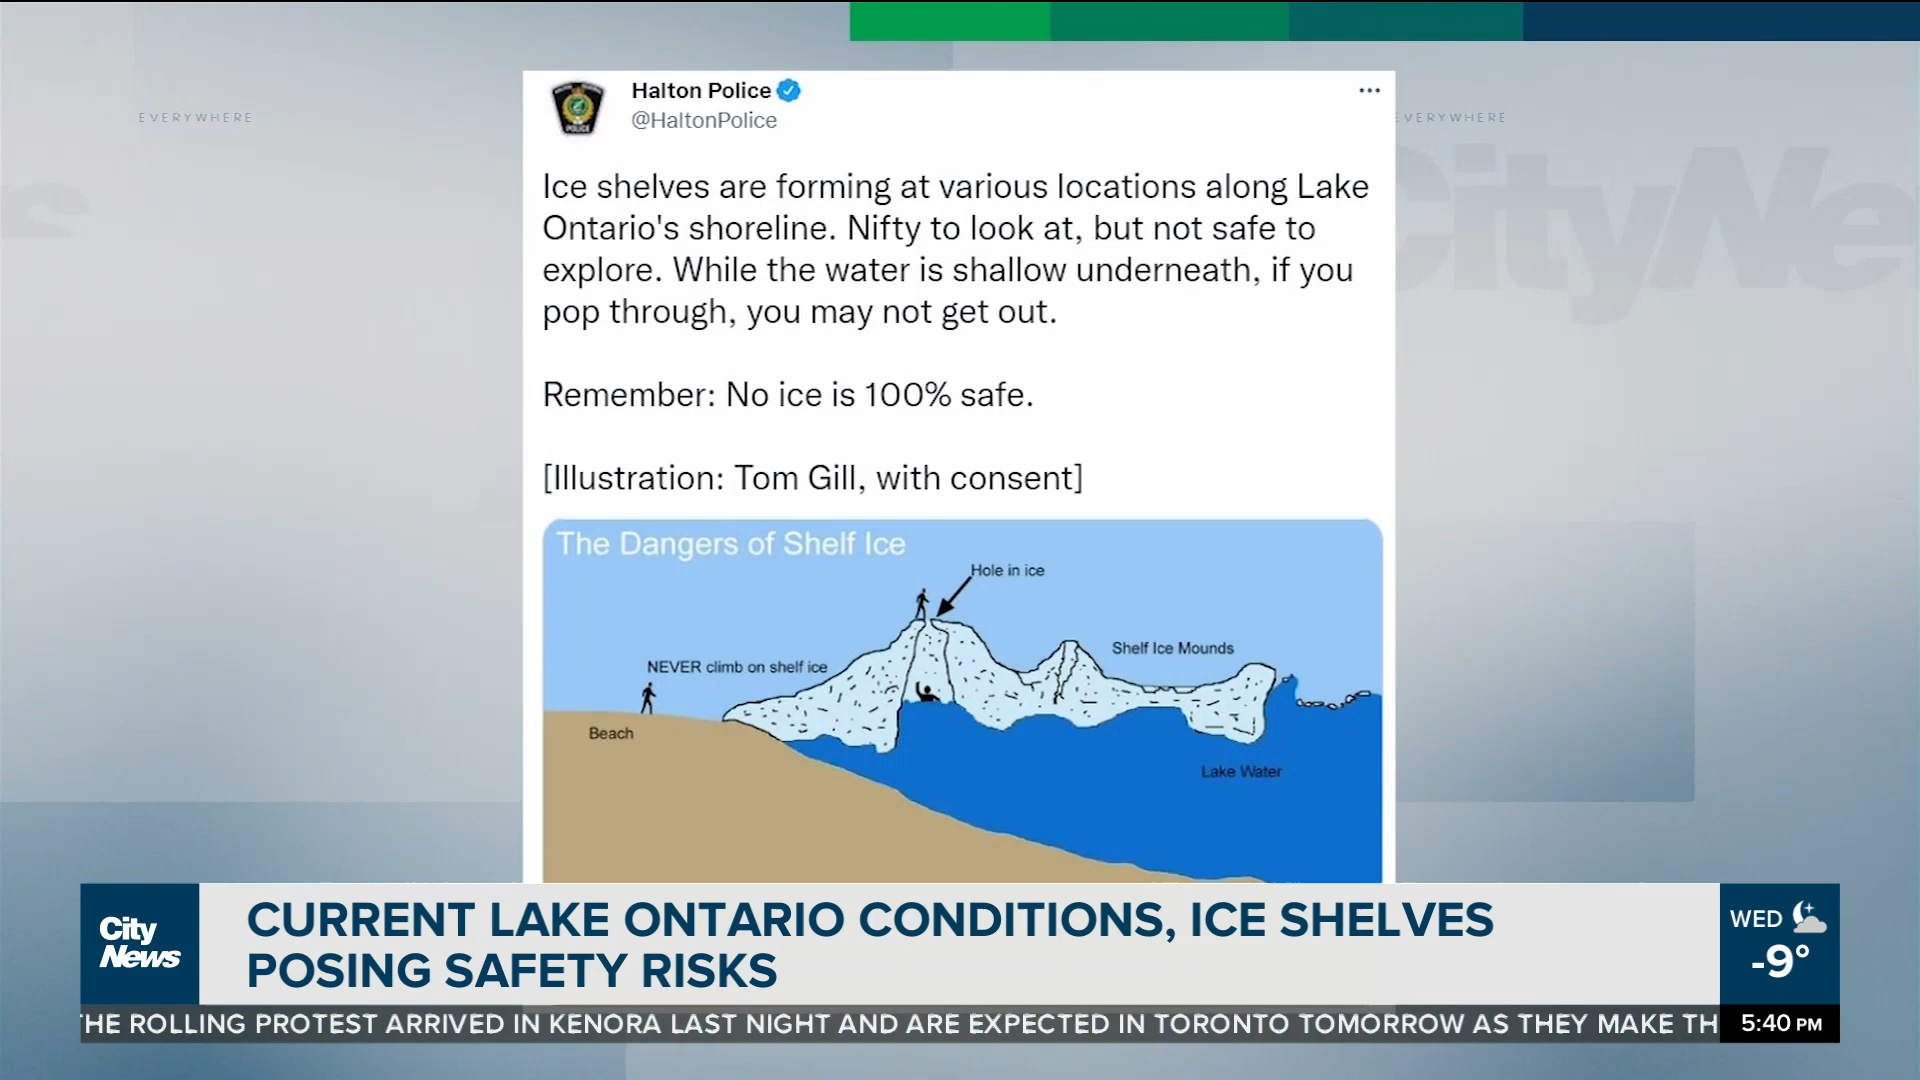 EVERYWHERE
VERYWHERE
CityNe
Halton Police
@HaltonPolice
POLICE
Ice shelves are forming at various locations along Lake
Ontario's shoreline. Nifty to look at, but not safe to
explore. While the water is shallow underneath, if you
pop through, you may not get out.
Remember: No ice is 100% safe.
[Illustration: Tom Gill, with consent]
The Dangers of Shelf Ice
Hole in ice
Shelf Ice Mounds
NEVER climb on shelf ice
Beach
Lake Water
City
News
CURRENT LAKE ONTARIO CONDITIONS, ICE SHELVES
POSING SAFETY RISKS
WED
-9°
HE ROLLING PROTEST ARRIVED IN KENORA LAST NIGHT AND ARE EXPECTED IN TORONTO TOMORROW AS THEY MAKE TH
5:40 PM